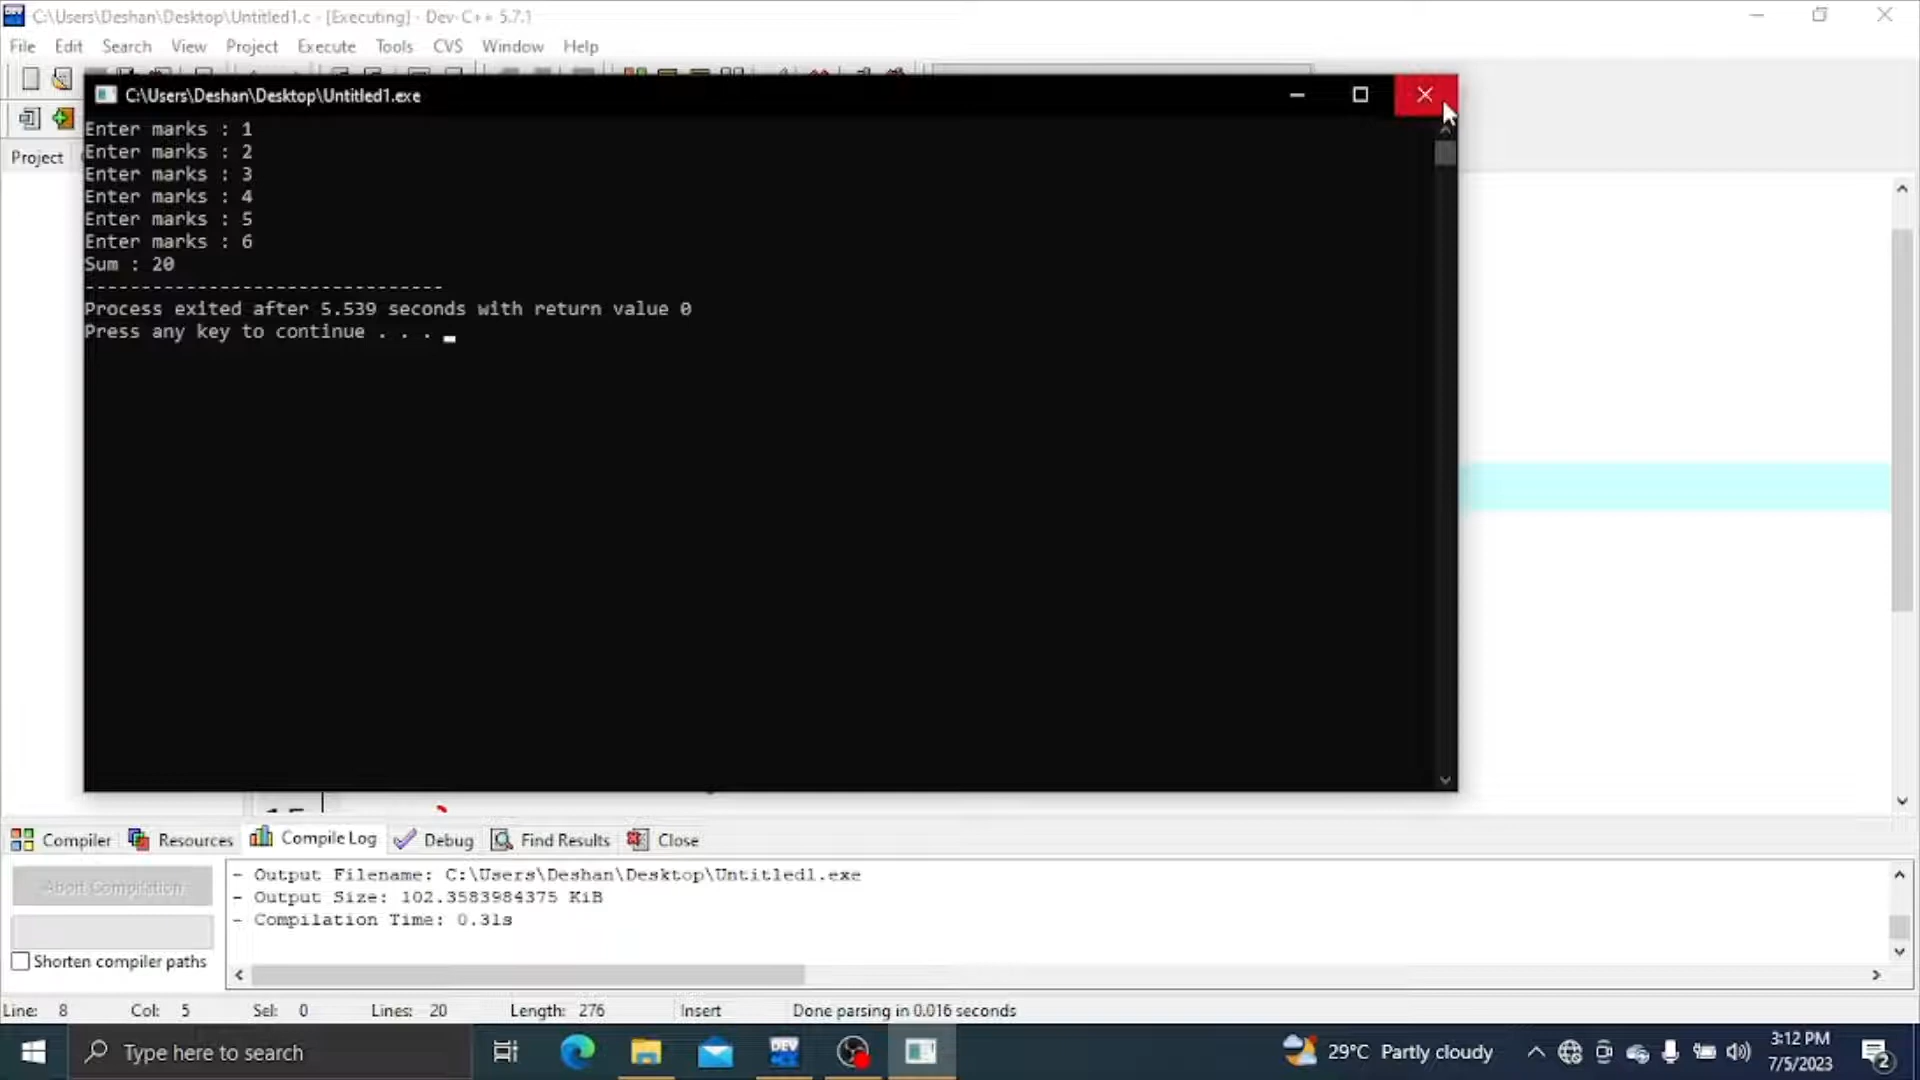 C:\Users\Deshan\Desktop\Untitled1.c - [Executing] - Dev-C++ 5.7.1
File Edit Search View Project Execute Tools CVS Window Help
C:\Users\Deshan\Desktop\Untitled1.exe
Project
Enter marks : 1
Enter marks : 2
Enter marks : 3
Enter marks : 4
Enter marks : 5
Enter marks : 6
Sum : 20
--------------------------------
Process exited after 5.539 seconds with return value 0
Press any key to continue . . .
Compiler Resources Compile Log Debug Find Results Close
Abort Compilation
Shorten compiler paths
- Output Filename: C:\Users\Deshan\Desktop\Untitled1.exe
- Output Size: 102.3583984375 KiB
- Compilation Time: 0.31s
Line: 8 Col: 5 Sel: 0 Lines: 20 Length: 276 Insert Done parsing in 0.016 seconds
Type here to search
DEV
29°C Partly cloudy
3:12 PM
7/5/2023
2